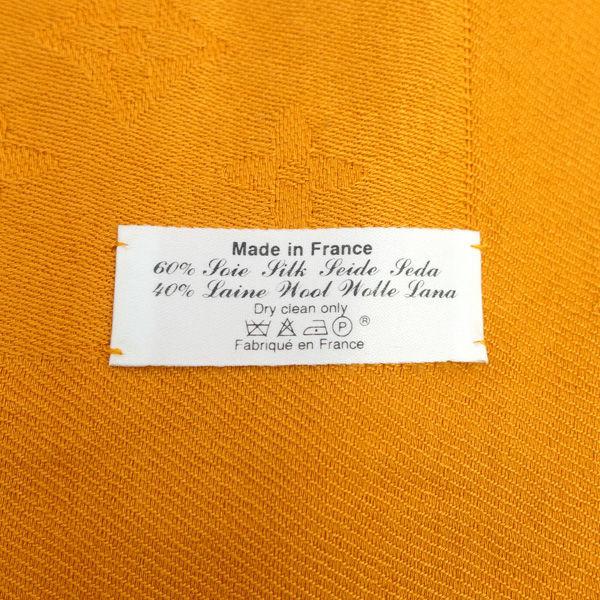 Made in France
60% Soie Silk Seide Seda
40% Laine Wool Wolle Lana
Dry clean only
P ®
Fabriqué en France